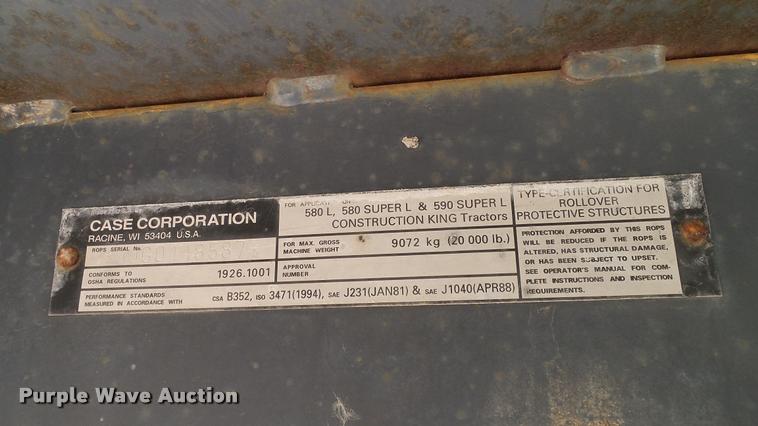 CASE CORPORATION
RACINE, WI 53404 U.S.A.
ROPS SERIAL No.
CONFORMS TO
OSHA REGULATIONS
1926.1001
PERFORMANCE STANDARDS
MEASURED IN ACCORDANCE WITH
CSA B352, ISO 3471(1994), SAE J231(JAN81) & SAE J1040(APR88)
FOR
580 L, 580 SUPER L & 590 SUPER L
CONSTRUCTION KING Tractors
FOR MAX. GROSS
MACHINE WEIGHT
9072 kg (20 000 lb.)
APPROVAL
NUMBER
TYPE-CERTIFICATION FOR
ROLLOVER
PROTECTIVE STRUCTURES
PROTECTION AFFORDED BY THIS ROPS
WILL BE REDUCED IF THE ROPS IS
ALTERED, HAS STRUCTURAL DAMAGE,
OR HAS BEEN SUBJECT TO UPSET.
SEE OPERATOR'S MANUAL FOR COM-
PLETE INSTRUCTIONS AND INSPECTION
REQUIREMENTS.
Purple Wave Auction